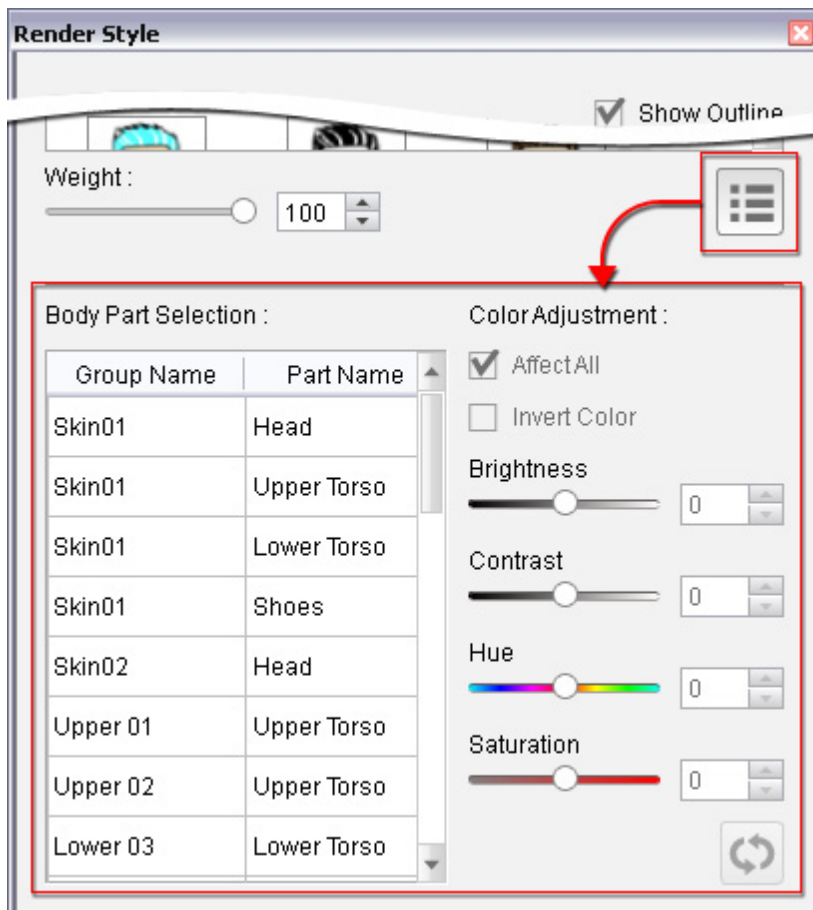 Render Style
Show Outline
Weight :
100
Body Part Selection :
Group Name Part Name
Skin01 Head
Skin01 Upper Torso
Skin01 Lower Torso
Skin01 Shoes
Skin02 Head
Upper 01 Upper Torso
Upper 02 Upper Torso
Lower 03 Lower Torso
Color Adjustment :
Affect All
Invert Color
Brightness
0
Contrast
0
Hue
0
Saturation
0